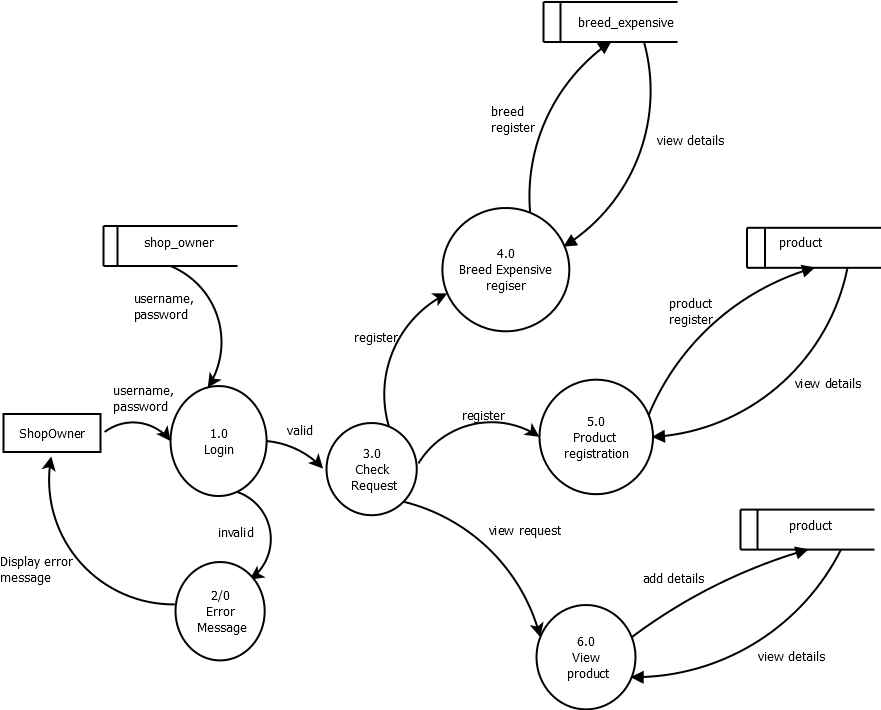 breed_expensive
breed
register
view details
shop_owner
username,
password
4.0
Breed Expensive
regiser
product
product
register
view details
register
username,
password
ShopOwner
1.0
Login
valid
3.0
Check
Request
register
5.0
Product
registration
invalid
view request
product
Display error
message
2/0
Error
Message
add details
6.0
View
product
view details